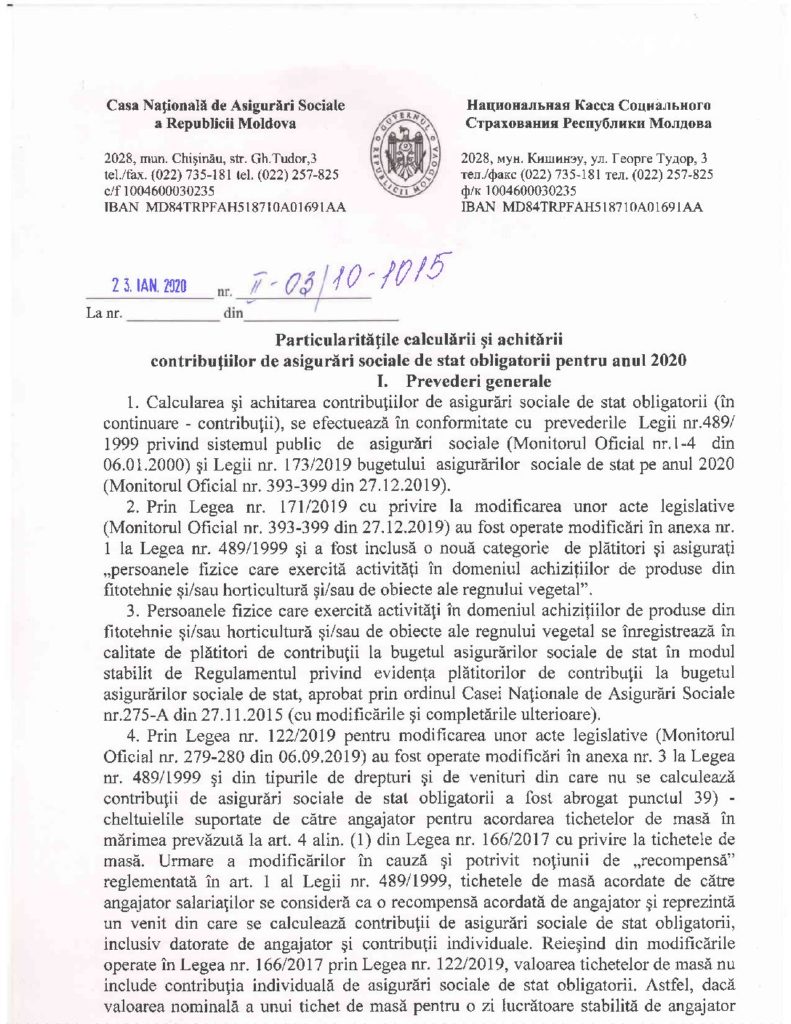 Casa Naţională de Asigurări Sociale
a Republicii Moldova
2028, mun. Chişinău, str. Gh.Tudor,3
tel./fax. (022) 735-181 tel. (022) 257-825
c/f 1004600030235
IBAN MD84TRPFAH518710A01691AA
GUVERNUL
REPUBLICII MOLDOVA
Национальная Касса Социального
Страхования Республики Молдова
2028, мун. Кишинэу, ул. Георге Тудор, 3
тел./факс (022) 735-181 тел. (022) 257-825
ф/к 1004600030235
IBAN MD84TRPFAH518710A01691AA
23. IAN. 2020 nr. II-03/10-1015
La nr. ____________ din____________________
Particularităţile calculării şi achitării
contribuţiilor de asigurări sociale de stat obligatorii pentru anul 2020
I. Prevederi generale
1. Calcularea şi achitarea contribuţiilor de asigurări sociale de stat obligatorii (în
continuare - contribuţii), se efectuează în conformitate cu prevederile Legii nr.489/
1999 privind sistemul public de asigurări sociale (Monitorul Oficial nr.1-4 din
06.01.2000) şi Legii nr. 173/2019 bugetului asigurărilor sociale de stat pe anul 2020
(Monitorul Oficial nr. 393-399 din 27.12.2019).
2. Prin Legea nr. 171/2019 cu privire la modificarea unor acte legislative
(Monitorul Oficial nr. 393-399 din 27.12.2019) au fost operate modificări în anexa nr.
1 la Legea nr. 489/1999 şi a fost inclusă o nouă categorie de plătitori şi asiguraţi
„persoanele fizice care exercită activităţi în domeniul achiziţiilor de produse din
fitotehnie şi/sau horticultură şi/sau de obiecte ale regnului vegetal”.
3. Persoanele fizice care exercită activităţi în domeniul achiziţiilor de produse din
fitotehnie şi/sau horticultură şi/sau de obiecte ale regnului vegetal se înregistrează în
calitate de plătitori de contribuţii la bugetul asigurărilor sociale de stat în modul
stabilit de Regulamentul privind evidenţa plătitorilor de contribuţii la bugetul
asigurărilor sociale de stat, aprobat prin ordinul Casei Naţionale de Asigurări Sociale
nr.275-A din 27.11.2015 (cu modificările şi completările ulterioare).
4. Prin Legea nr. 122/2019 pentru modificarea unor acte legislative (Monitorul
Oficial nr. 279-280 din 06.09.2019) au fost operate modificări în anexa nr. 3 la Legea
nr. 489/1999 şi din tipurile de drepturi şi de venituri din care nu se calculează
contribuţii de asigurări sociale de stat obligatorii a fost abrogat punctul 39) -
cheltuielile suportate de către angajator pentru acordarea tichetelor de masă în
mărimea prevăzută la art. 4 alin. (1) din Legea nr. 166/2017 cu privire la tichetele de
masă. Urmare a modificărilor în cauză şi potrivit noţiunii de „recompensă”
reglementată în art. 1 al Legii nr. 489/1999, tichetele de masă acordate de către
angajator salariaţilor se consideră ca o recompensă acordată de angajator şi reprezintă
un venit din care se calculează contribuţii de asigurări sociale de stat obligatorii,
inclusiv datorate de angajator şi contribuţii individuale. Reieşind din modificările
operate în Legea nr. 166/2017 prin Legea nr. 122/2019, valoarea tichetelor de masă nu
include contribuţia individuală de asigurări sociale de stat obligatorii. Astfel, dacă
valoarea nominală a unui tichet de masă pentru o zi lucrătoare stabilită de angajator